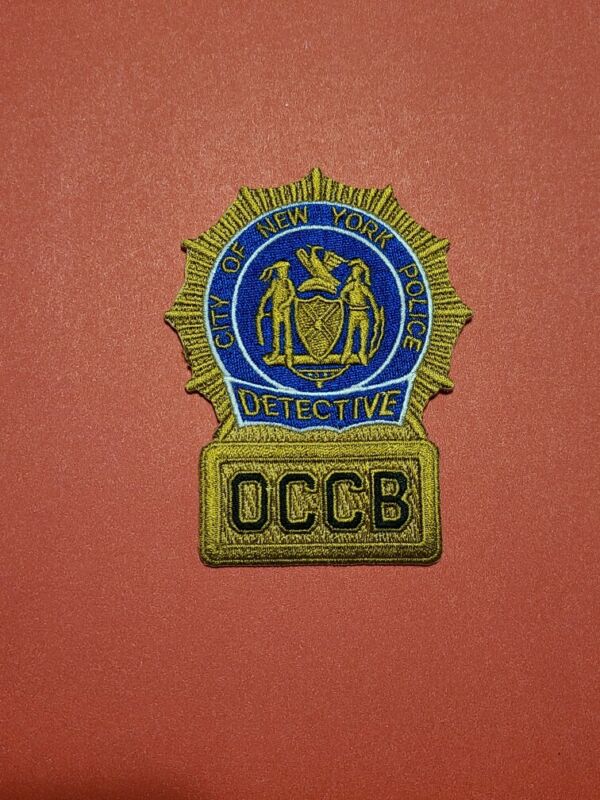 CITY OF NEW YORK POLICE
DETECTIVE
OCCB